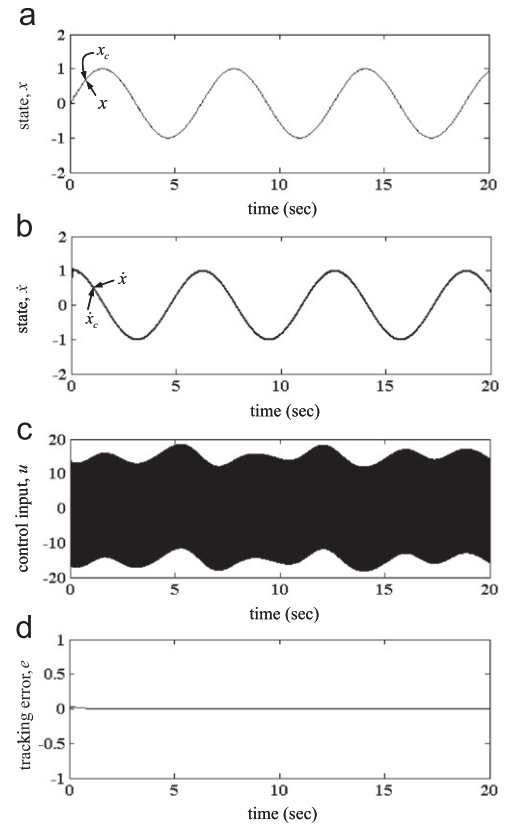 a
2
x_c
1
0
x
-1
-2
state, x
0 5 10 15 20
time (sec)
b
2
1
ẋ
0
ẋ_c
-1
-2
state, ẋ
0 5 10 15 20
time (sec)
c
20
10
0
-10
-20
control input, u
0 5 10 15 20
time (sec)
d
1
0.5
0
-0.5
-1
tracking error, e
0 5 10 15 20
time (sec)